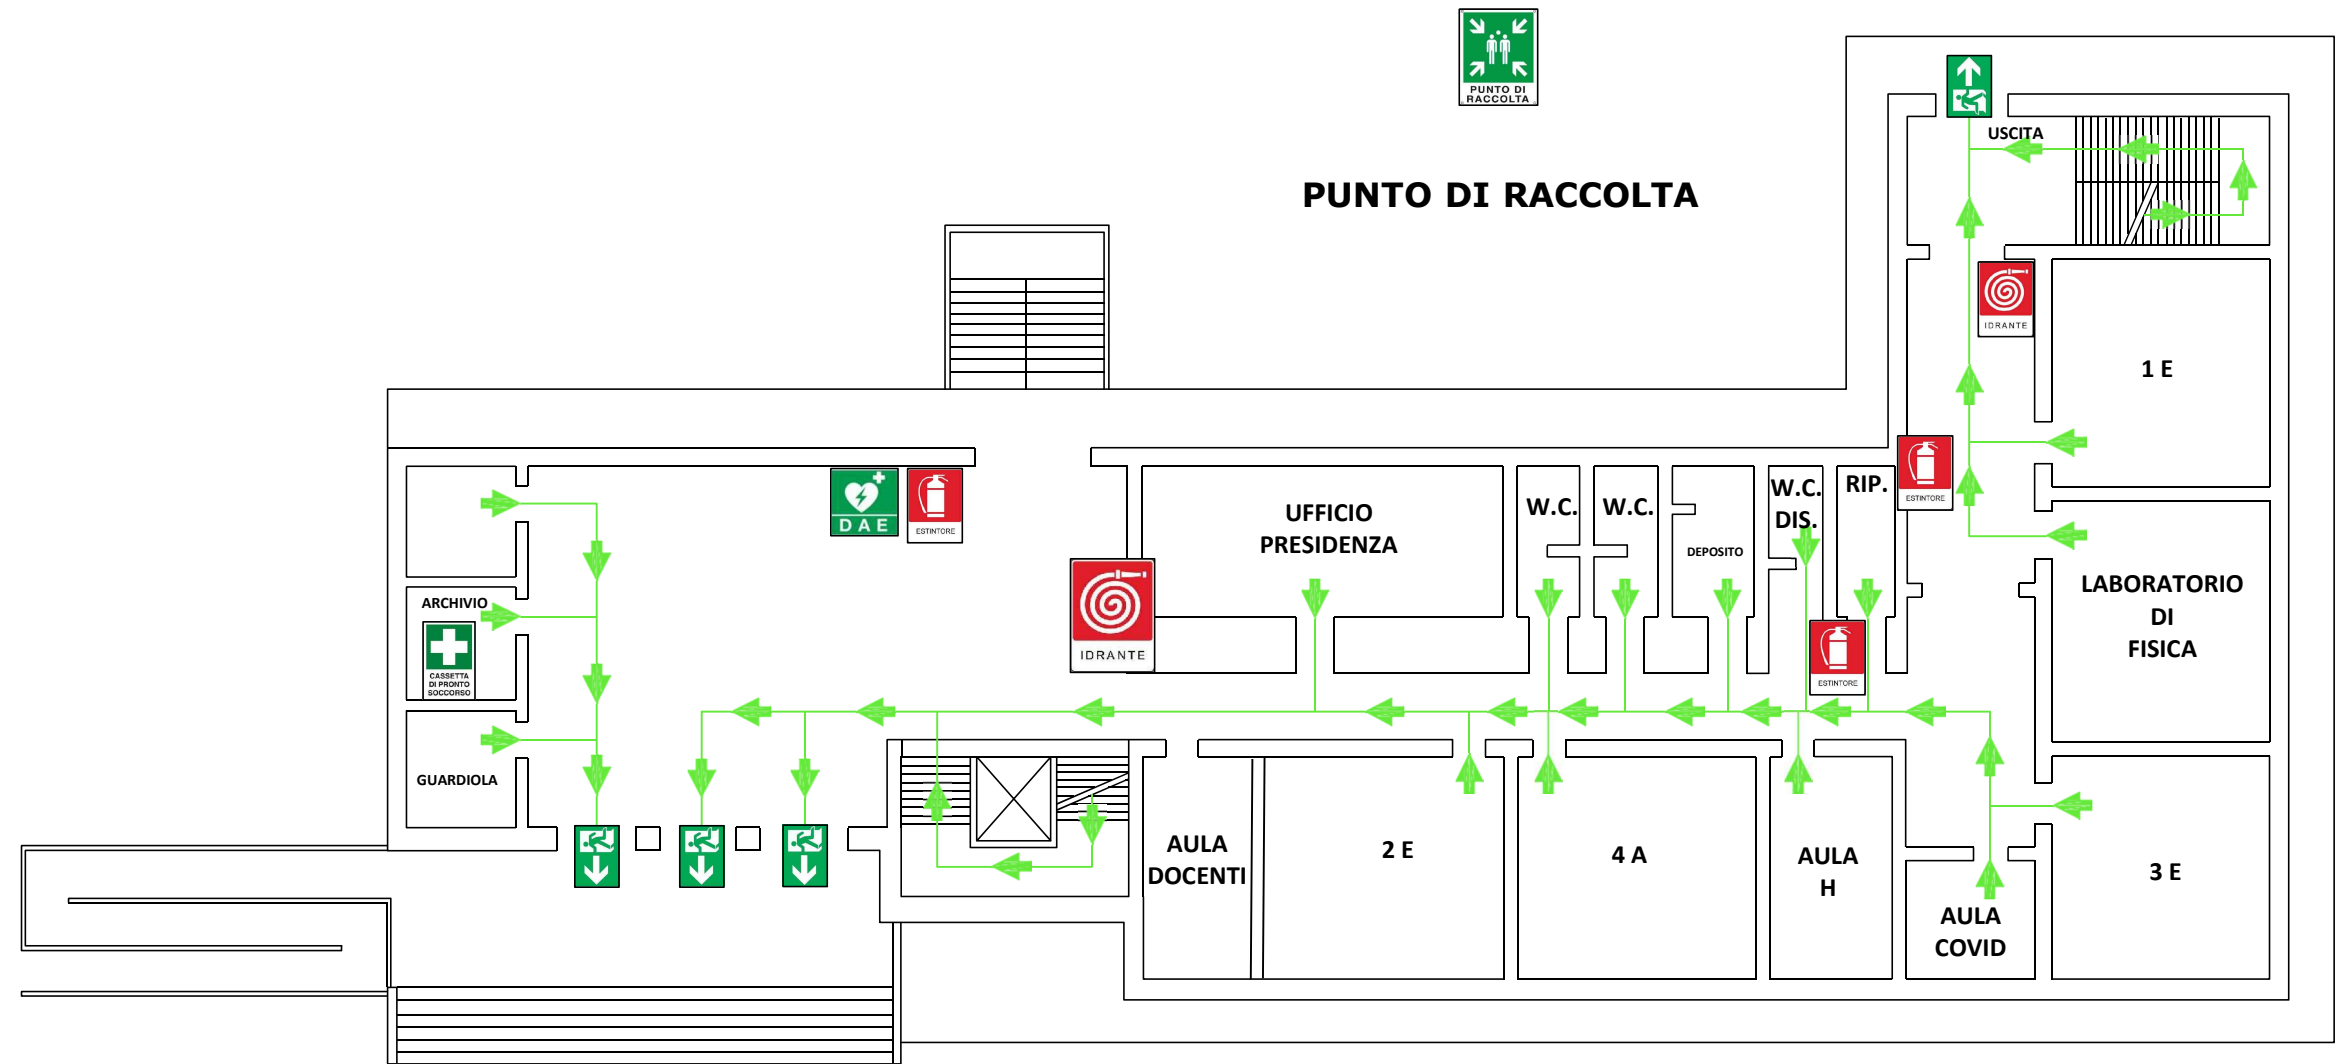 PUNTO DI
RACCOLTA
USCITA
PUNTO DI RACCOLTA
IDRANTE
1 E
ESTINTORE
DAE
ESTINTORE
UFFICIO
PRESIDENZA
W.C.
W.C.
DEPOSITO
W.C.
DIS.
RIP.
LABORATORIO
DI
FISICA
ARCHIVIO
CASSETTA
DI PRONTO
SOCCORSO
IDRANTE
ESTINTORE
GUARDIOLA
AULA
DOCENTI
2 E
4 A
AULA
H
AULA
COVID
3 E